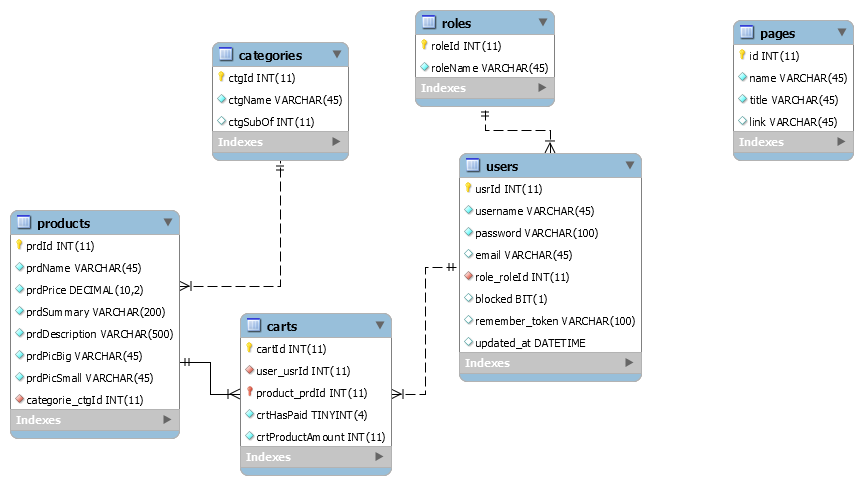 roles
roleId INT(11)
roleName VARCHAR(45)
Indexes
pages
id INT(11)
name VARCHAR(45)
title VARCHAR(45)
link VARCHAR(45)
Indexes
categories
ctgId INT(11)
ctgName VARCHAR(45)
ctgSubOf INT(11)
Indexes
users
usrId INT(11)
username VARCHAR(45)
password VARCHAR(100)
email VARCHAR(45)
role_roleId INT(11)
blocked BIT(1)
remember_token VARCHAR(100)
updated_at DATETIME
Indexes
products
prdId INT(11)
prdName VARCHAR(45)
prdPrice DECIMAL(10,2)
prdSummary VARCHAR(200)
prdDescription VARCHAR(500)
prdPicBig VARCHAR(45)
prdPicSmall VARCHAR(45)
categorie_ctgId INT(11)
Indexes
carts
cartId INT(11)
user_usrId INT(11)
product_prdId INT(11)
crtHasPaid TINYINT(4)
crtProductAmount INT(11)
Indexes